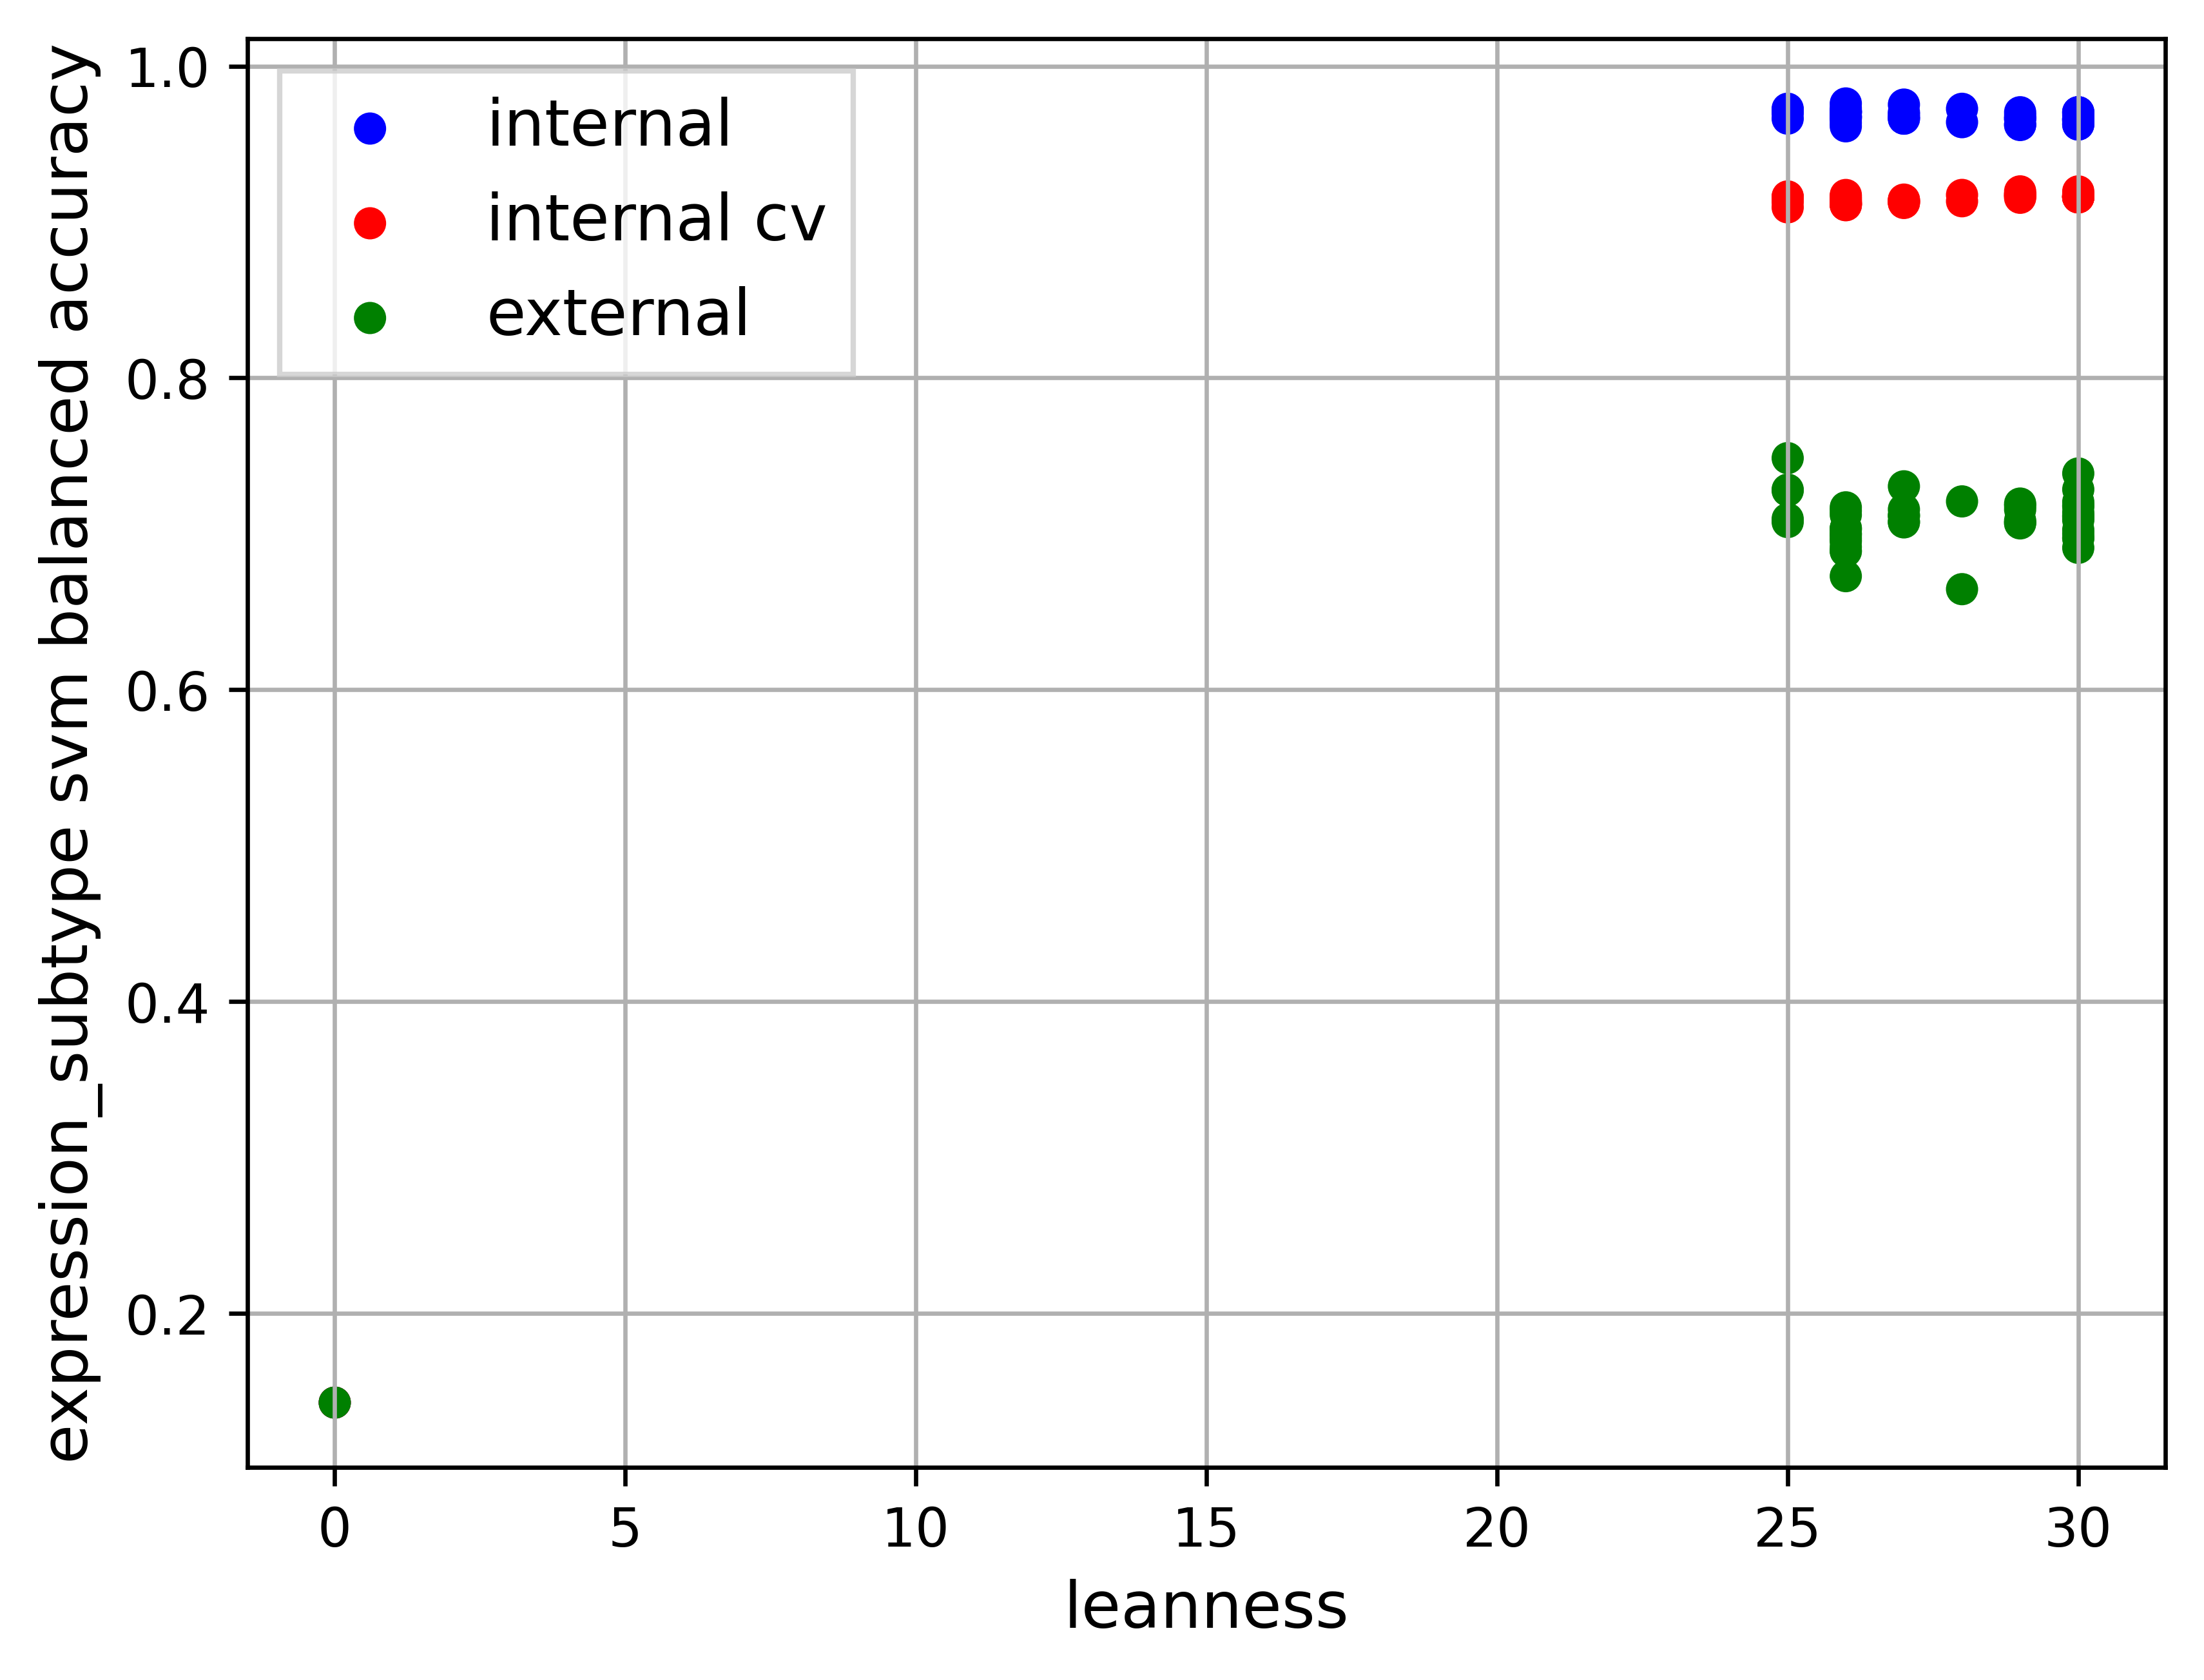 expression_subtype svm balanced accuracy
1.0
0.8
0.6
0.4
0.2
internal
internal cv
external
0 5 10 15 20 25 30
leanness